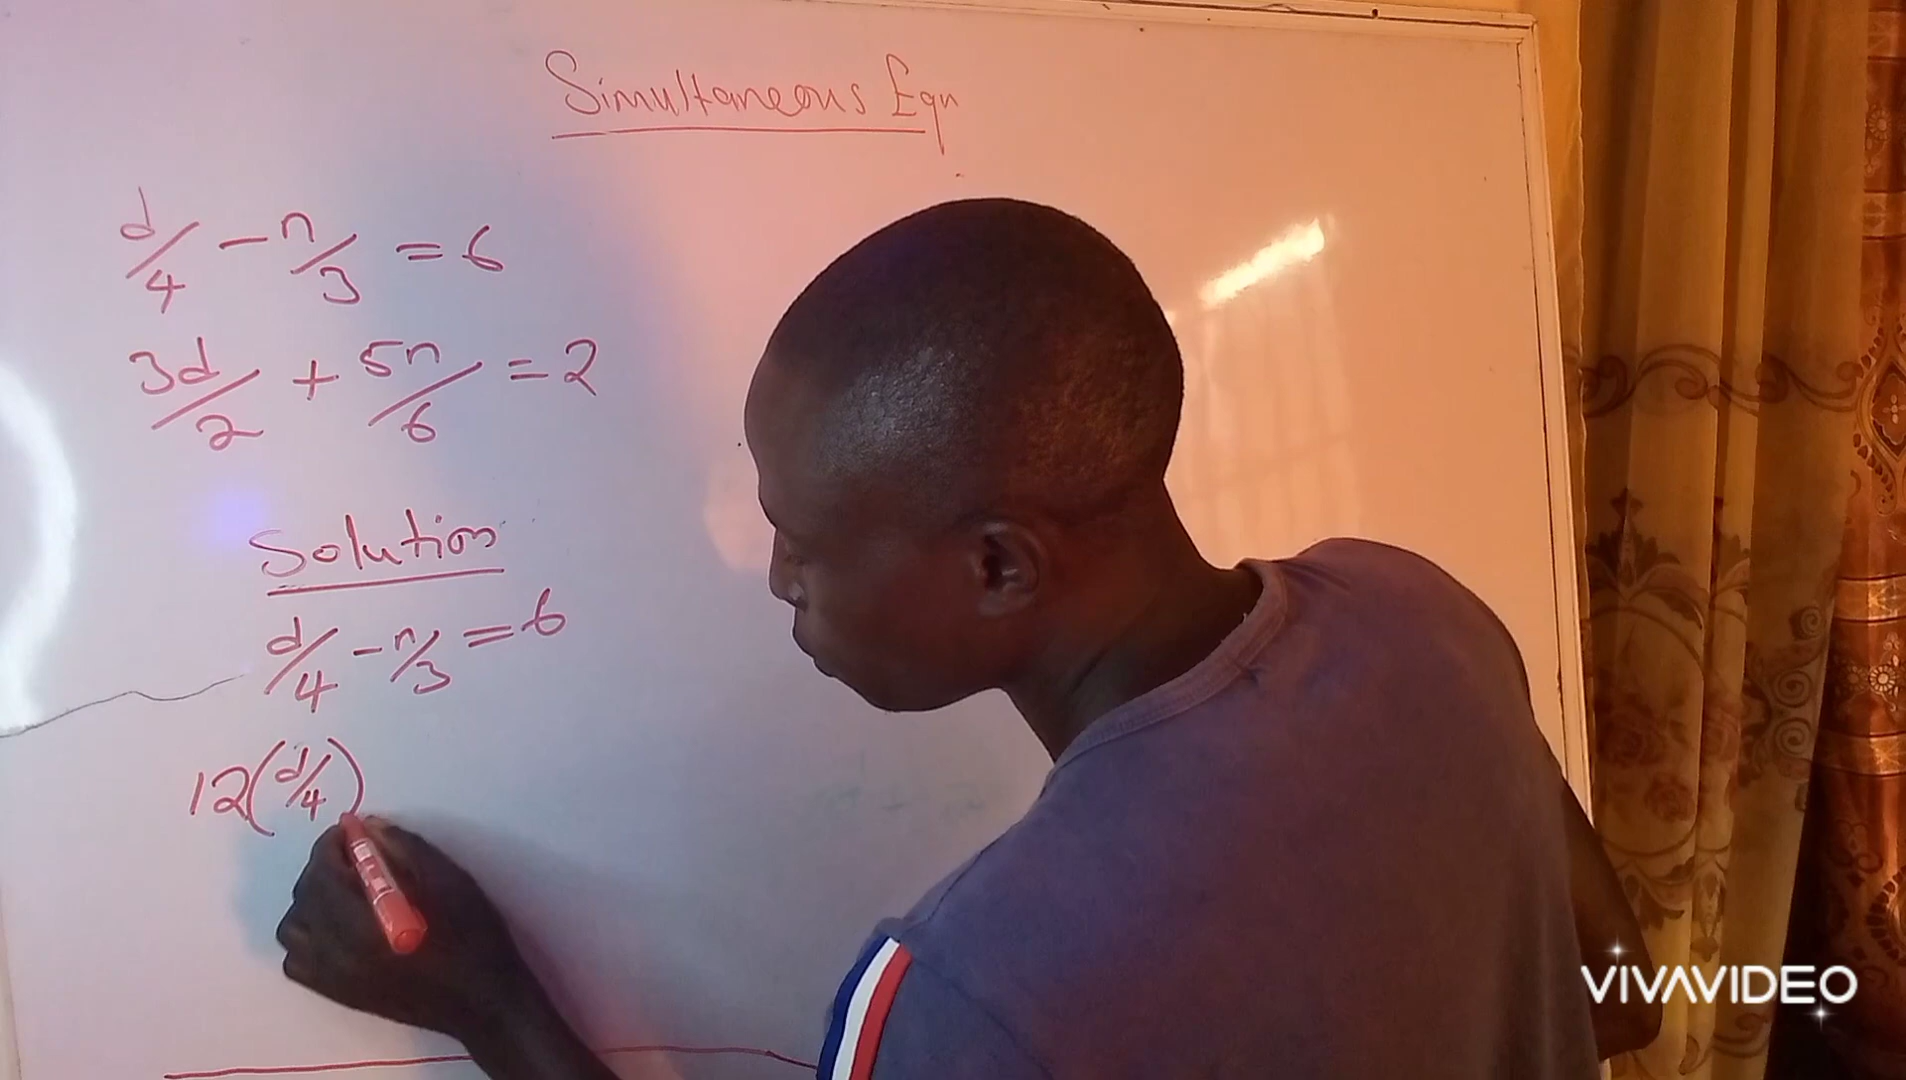 Simultaneous Eqn
d/4 - n/3 = 6
3d/2 + 5n/6 = 2
Solution
d/4 - n/3 = 6
12(d/4)
VIVAVIDEO